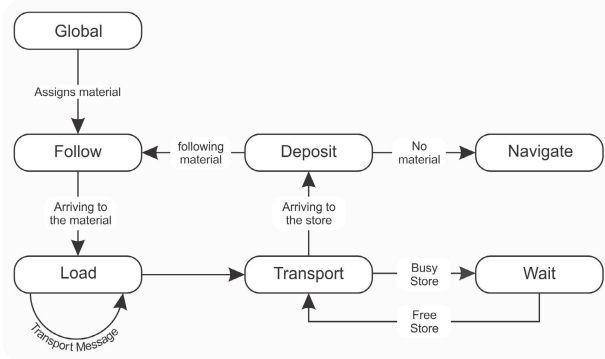 Global
Assigns material
Follow
following
material
Deposit
No
material
Navigate
Arriving to
the material
Arriving to
the store
Load
Transport
Busy
Store
Wait
Transport Message
Free
Store